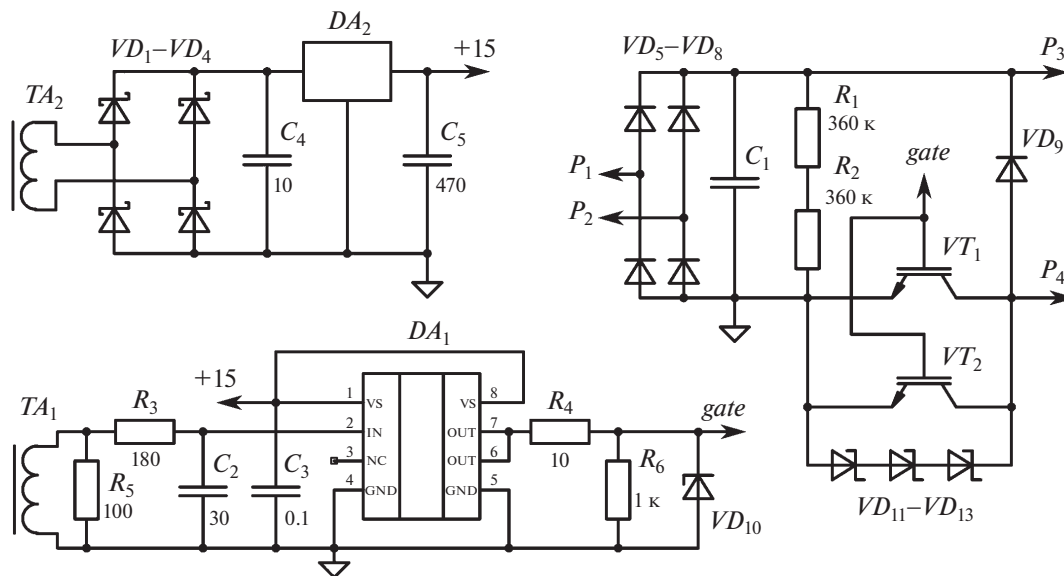 VD₁–VD₄
DA₂
+15
TA₂
C₄
10
C₅
470
VD₅–VD₈
P₃
R₁
360 к
C₁
R₂
360 к
gate
VD₉
P₁
P₂
VT₁
P₄
VT₂
VD₁₁–VD₁₃
DA₁
+15
TA₁
R₃
180
R₅
100
C₂
30
C₃
0.1
1 VS
2 IN
3 NC
4 GND
VS 8
OUT 7
OUT 6
GND 5
R₄
10
gate
R₆
1 к
VD₁₀